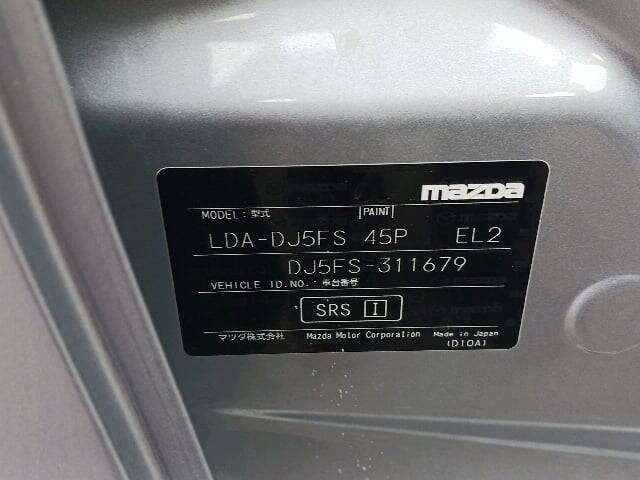 mazda
MODEL : 型式 PAINT
LDA-DJ5FS 45P EL2
DJ5FS-311679
VEHICLE ID.NO.: 車台番号
SRS I
マツダ株式会社 Mazda Motor Corporation Made in Japan
(D10A)